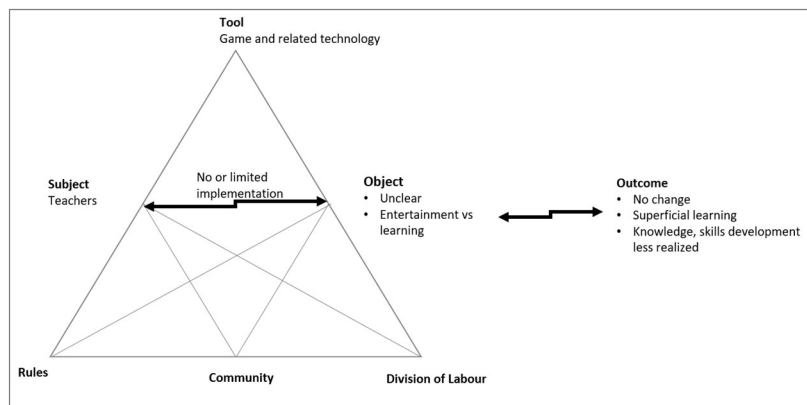 Tool
Game and related technology
No or limited
implementation
Subject
Teachers
Object
• Unclear
• Entertainment vs
learning
Outcome
• No change
• Superficial learning
• Knowledge, skills development
less realized
Rules
Community
Division of Labour